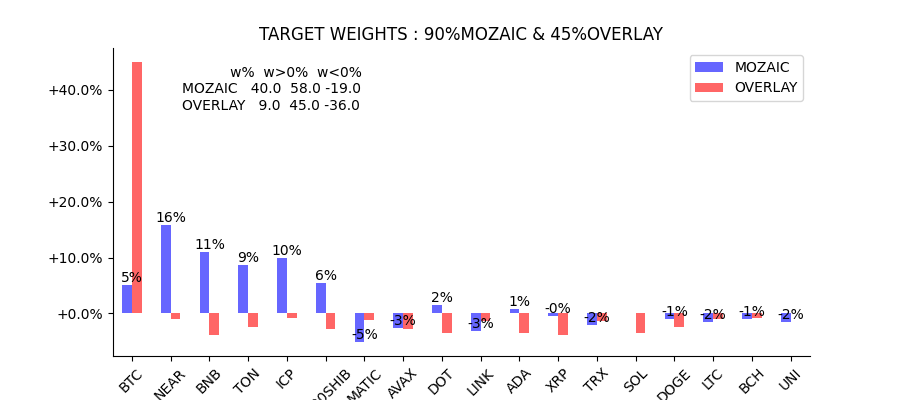 TARGET WEIGHTS : 90%MOZAIC & 45%OVERLAY
w% w>0% w<0%
MOZAIC 40.0 58.0 -19.0
OVERLAY 9.0 45.0 -36.0
MOZAIC
OVERLAY
+40.0%
+30.0%
+20.0%
+10.0%
+0.0%
5%
16%
11%
9%
10%
6%
-5%
-3%
2%
-3%
1%
-0%
-2%
-1%
-2%
-1%
-2%
BTC
NEAR
BNB
TON
ICP
0SHIB
MATIC
AVAX
DOT
LINK
ADA
XRP
TRX
SOL
DOGE
LTC
BCH
UNI